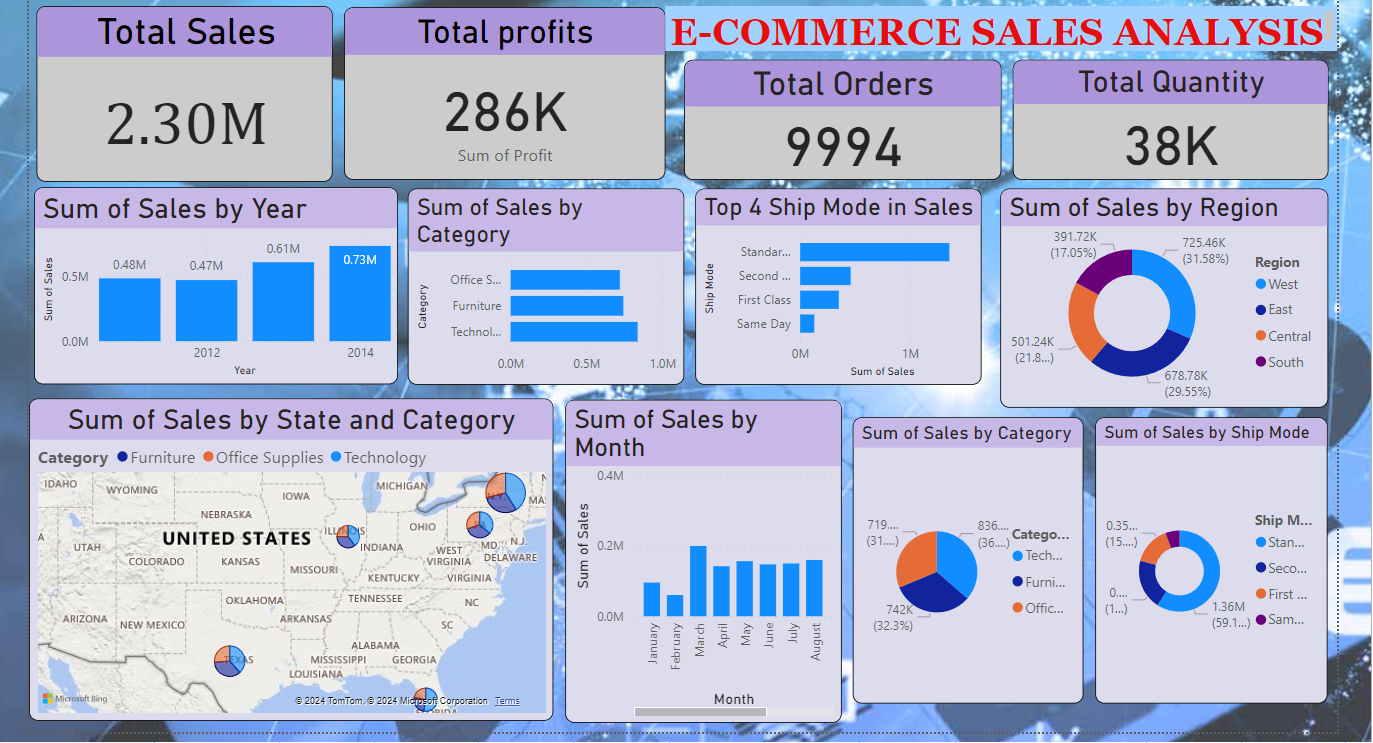 Total Sales
2.30M
Total profits
286K
Sum of Profit
E-COMMERCE SALES ANALYSIS
Total Orders
9994
Total Quantity
38K
Sum of Sales by Year
Sum of Sales
0.5M
0.0M
0.48M
0.47M
0.61M
0.73M
2012
2014
Year
Sum of Sales by
Category
Category
Office S...
Furniture
Technol...
0.0M
0.5M
1.0M
Top 4 Ship Mode in Sales
Ship Mode
Standar...
Second ...
First Class
Same Day
0M
1M
Sum of Sales
Sum of Sales by Region
391.72K
(17.05%)
725.46K
(31.58%)
501.24K
(21.8...)
678.78K
(29.55%)
Region
West
East
Central
South
Sum of Sales by State and Category
Category
Furniture
Office Supplies
Technology
IDAHO
WYOMING
IOWA
MICHIGAN
N.Y.
MAS
NEBRASKA
ILLINOIS
OHIO
PA
UNITED STATES
UTAH
COLORADO
KANSAS
MISSOURI
INDIANA
WEST
VIRGINIA
MD
N.J.
DELAWARE
KENTUCKY
VIRGINIA
ARIZONA
NEW MEXICO
OKLAHOMA
ARKANSAS
TENNESSEE
NC
SC
TEXAS
LOUISIANA
MISSISSIPPI
ALABAMA
GEORGIA
FLORIDA
Microsoft Bing
© 2024 TomTom, © 2024 Microsoft Corporation
Terms
Sum of Sales by
Month
Sum of Sales
0.4M
0.2M
0.0M
January
February
March
April
May
June
July
August
Month
Sum of Sales by Category
719....
(31....)
836....
(36....)
742K
(32.3%)
Catego...
Tech...
Furni...
Offic...
Sum of Sales by Ship Mode
0.35...
(15....)
0....
(1...)
1.36M
(59.1...)
Ship M...
Stan...
Seco...
First ...
Sam...